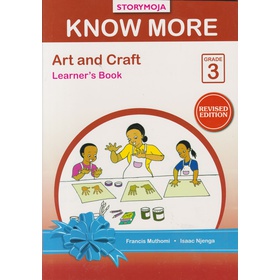 STORYMOJA
KNOW MORE
Art and Craft
Learner's Book
GRADE
3
REVISED
EDITION
Francis Muthomi • Isaac Njenga